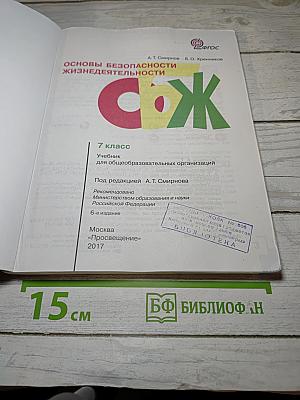 ФГОС
А.Т. Смирнов Б.О. Хренников
ОСНОВЫ БЕЗОПАСНОСТИ
ЖИЗНЕДЕЯТЕЛЬНОСТИ
ОБЖ
7 класс
Учебник
для общеобразовательных организаций
Под редакцией А.Т. Смирнова
Рекомендовано
Министерством образования и науки
Российской Федерации
6-е издание
Москва
«Просвещение»
2017
БИБЛИОТЕКА
15 см
БФ БИБЛИОФ